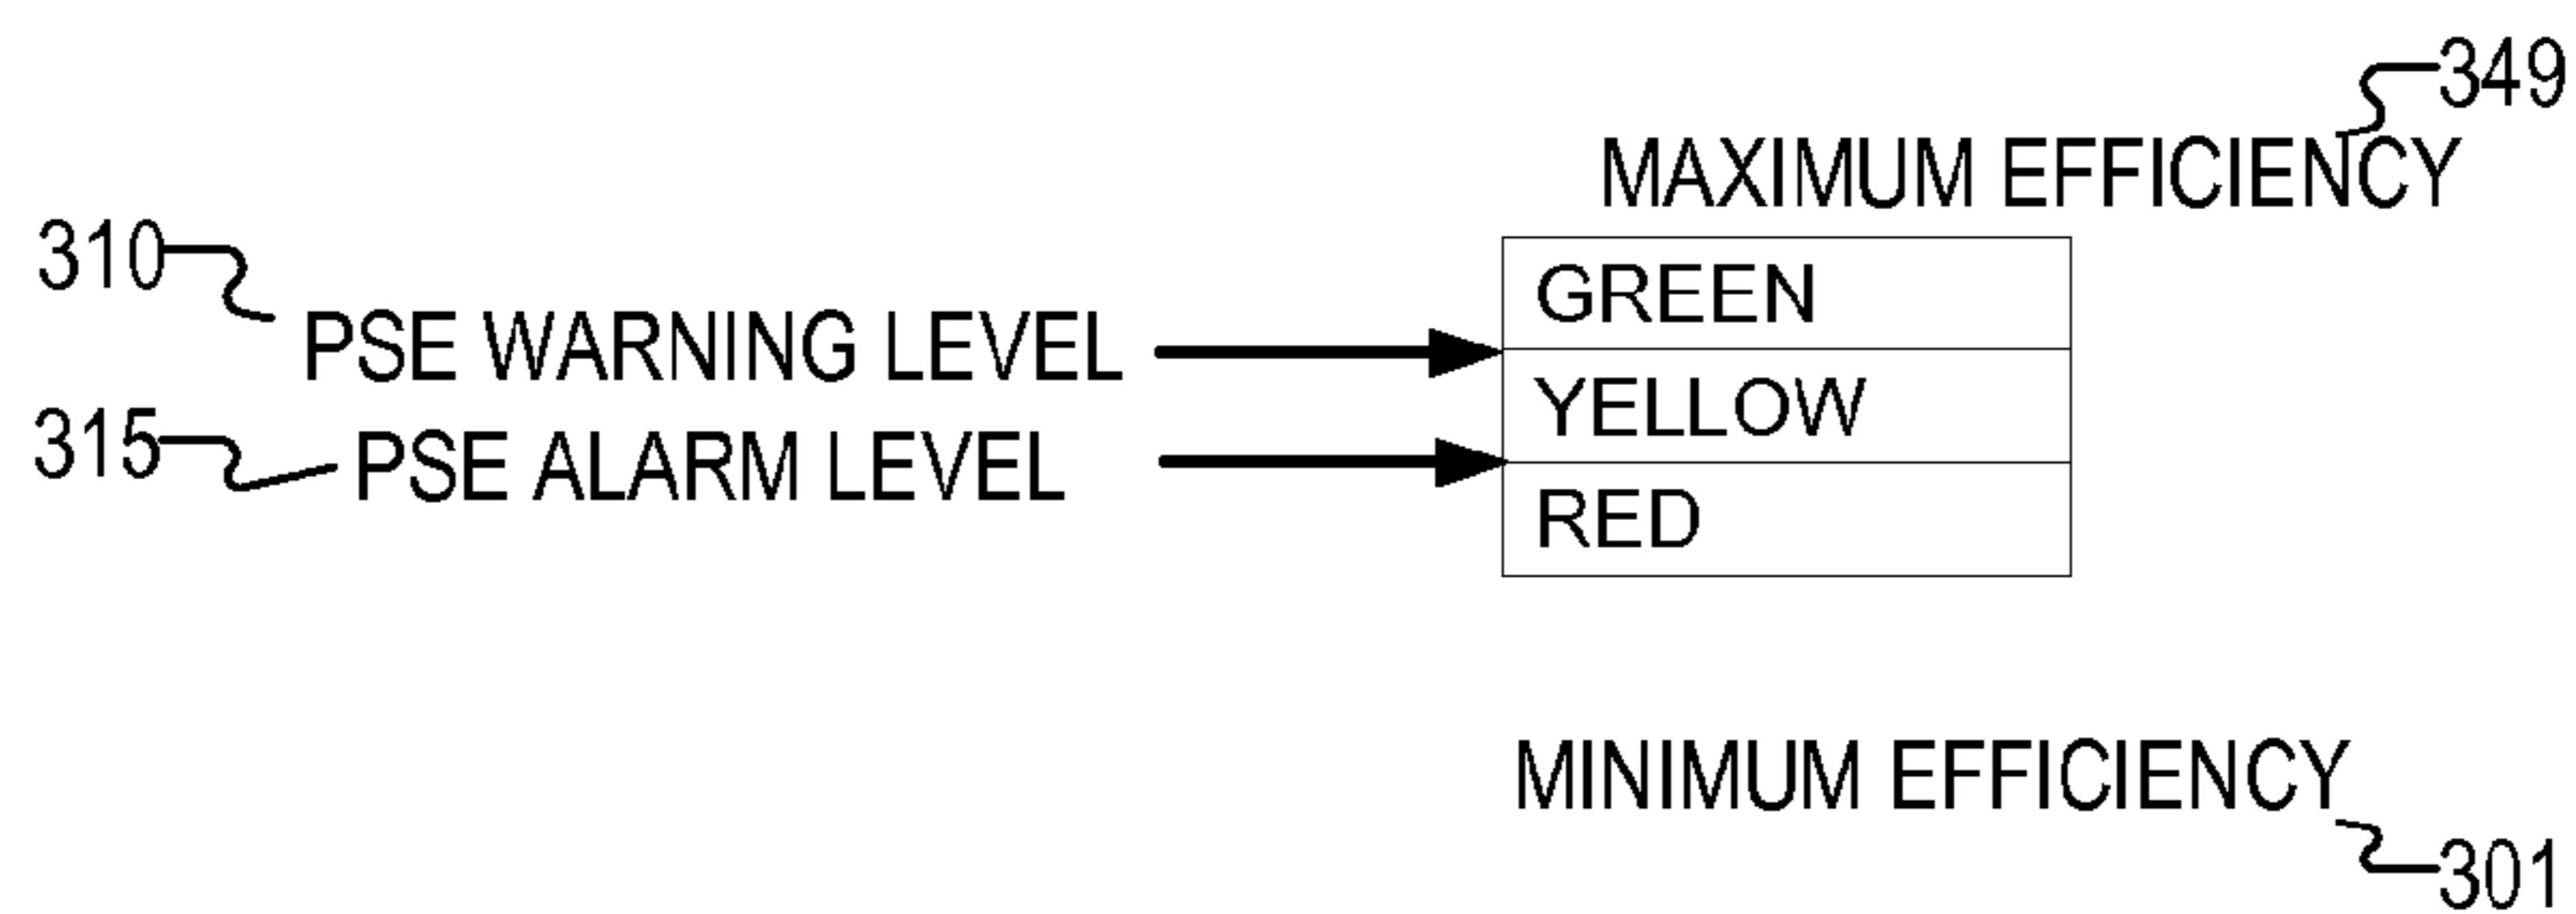 349
MAXIMUM EFFICIENCY
310
GREEN
PSE WARNING LEVEL
YELLOW
315
PSE ALARM LEVEL
RED
MINIMUM EFFICIENCY
301